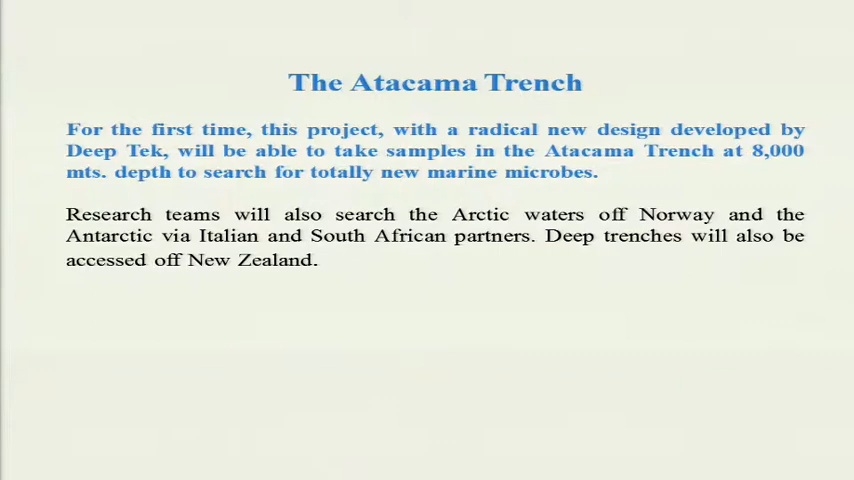 The Atacama Trench
For the first time, this project, with a radical new design developed by
Deep Tek, will be able to take samples in the Atacama Trench at 8,000
mts. depth to search for totally new marine microbes.
Research teams will also search the Arctic waters off Norway and the
Antarctic via Italian and South African partners. Deep trenches will also be
accessed off New Zealand.